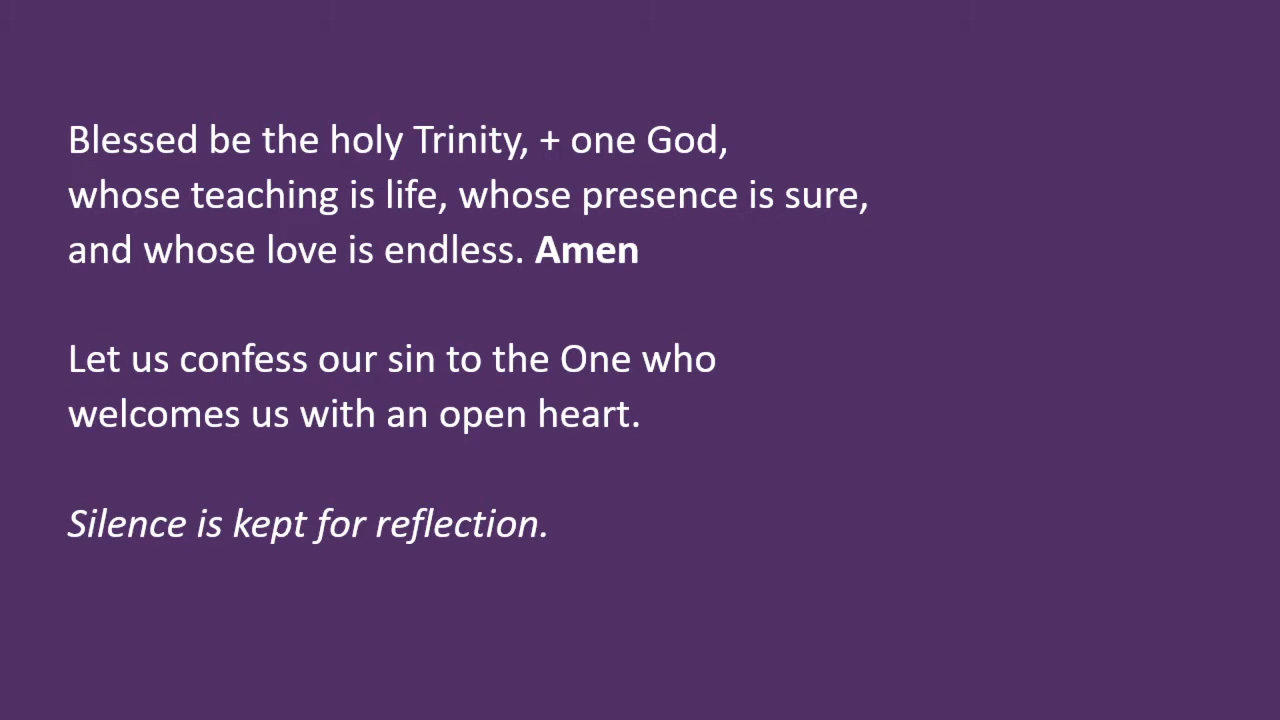 Blessed be the holy Trinity, + one God,
whose teaching is life, whose presence is sure,
and whose love is endless. Amen
Let us confess our sin to the One who
welcomes us with an open heart.
Silence is kept for reflection.